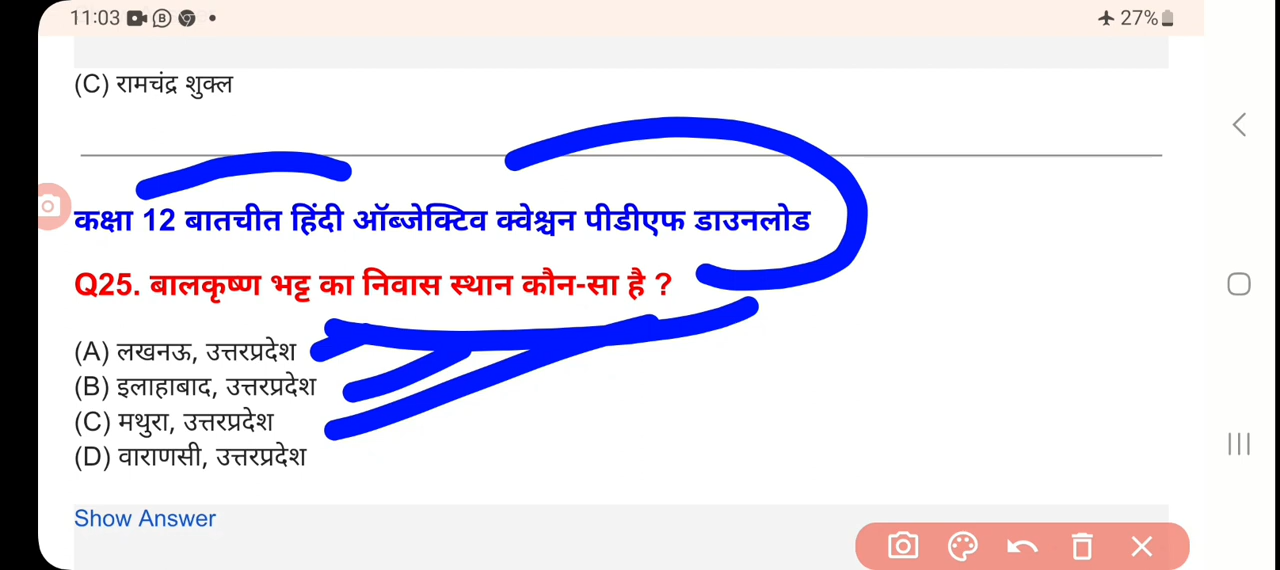 11:03
27%
(C) रामचंद्र शुक्ल
कक्षा 12 बातचीत हिंदी ऑब्जेक्टिव क्वेश्चन पीडीएफ डाउनलोड
Q25. बालकृष्ण भट्ट का निवास स्थान कौन-सा है ?
(A) लखनऊ, उत्तरप्रदेश
(B) इलाहाबाद, उत्तरप्रदेश
(C) मथुरा, उत्तरप्रदेश
(D) वाराणसी, उत्तरप्रदेश
Show Answer